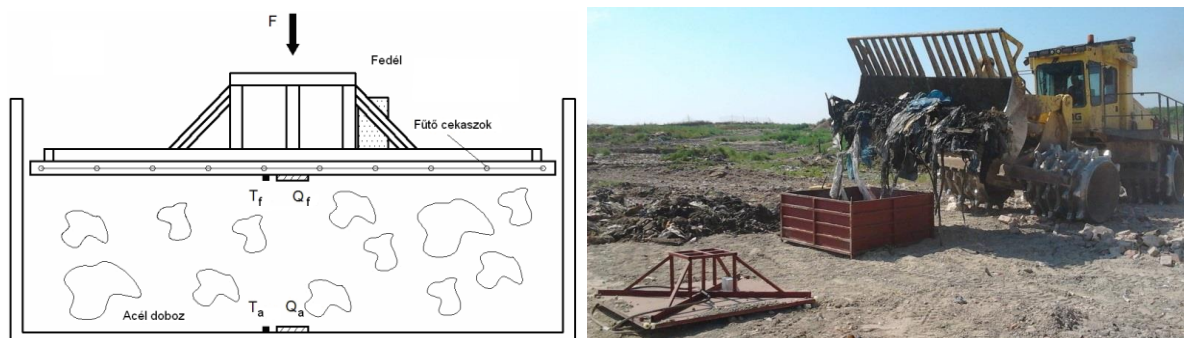 F
Fedél
Fűtő cekaszok
T_f Q_f
T_a Q_a
Acél doboz